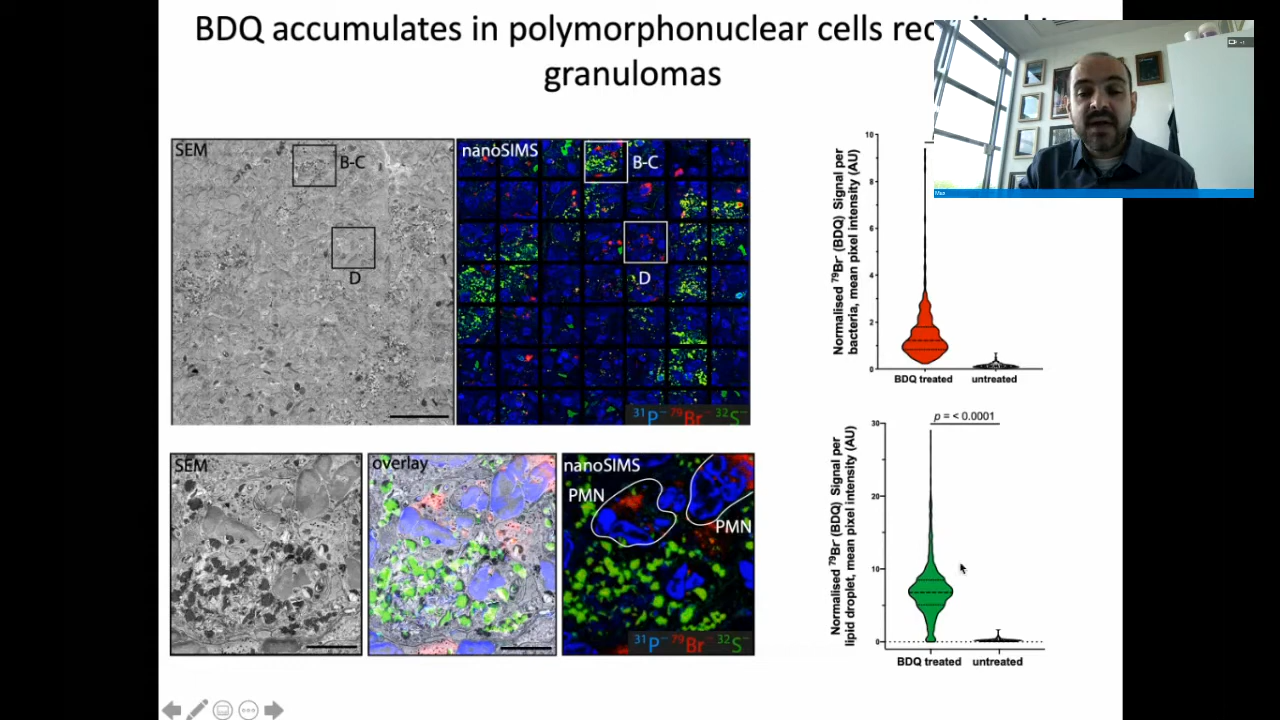 BDQ accumulates in polymorphonuclear cells
granulomas
SEM
B-C
D
nanoSIMS
B-C
D
31P- 79Br- 32S-
SEM
overlay
nanoSIMS
PMN
PMN
31P- 79Br- 32S-
Normalised 79Br- (BDQ) Signal per
bacteria, mean pixel intensity (AU)
10
8
6
4
2
0
BDQ treated
untreated
p = < 0.0001
Normalised 79Br- (BDQ) Signal per
lipid droplet, mean pixel intensity (AU)
30
20
10
0
BDQ treated
untreated